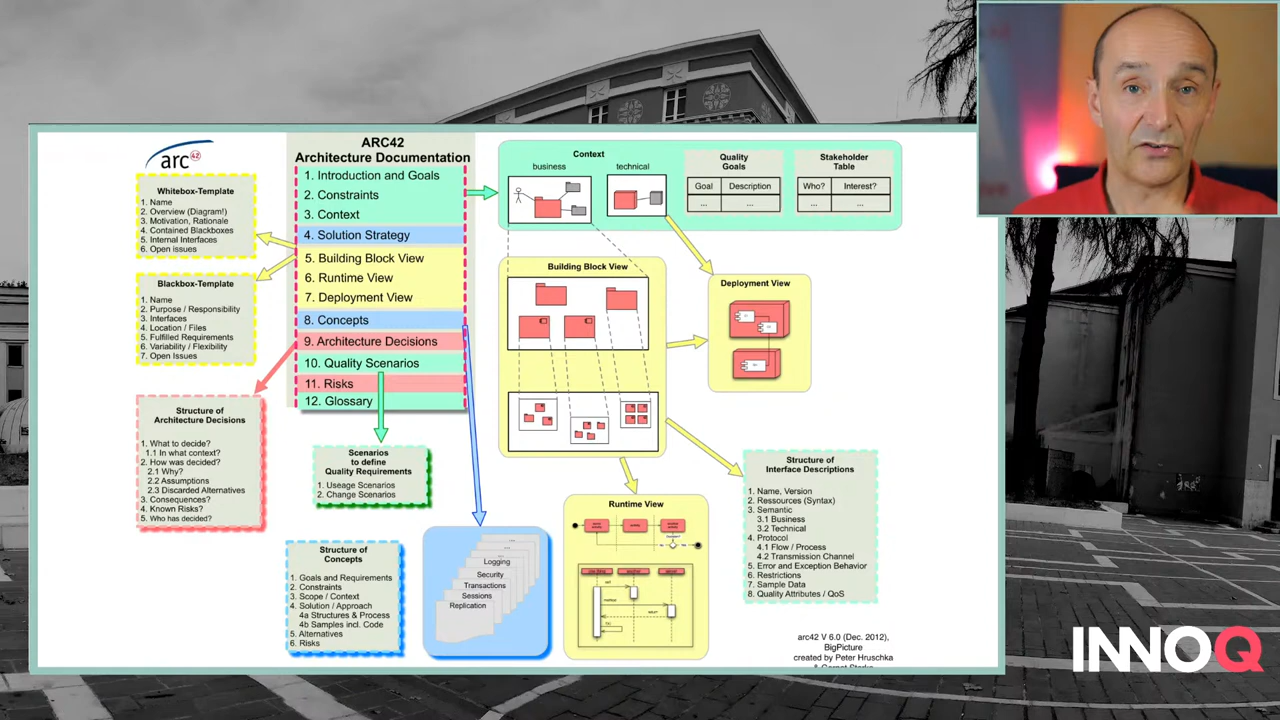 arc 42
ARC42
Architecture Documentation
1. Introduction and Goals
2. Constraints
3. Context
4. Solution Strategy
5. Building Block View
6. Runtime View
7. Deployment View
8. Concepts
9. Architecture Decisions
10. Quality Scenarios
11. Risks
12. Glossary
Whitebox-Template
1. Name
2. Overview (Diagram!)
3. Motivation, Rationale
4. Contained Blackboxes
5. Internal Interfaces
6. Open issues
Blackbox-Template
1. Name
2. Purpose / Responsibility
3. Interfaces
4. Location / Files
5. Fulfilled Requirements
6. Variability / Flexibility
7. Open Issues
Structure of
Architecture Decisions
1. What to decide?
1.1 In what context?
2. How was decided?
2.1 Why?
2.2 Assumptions
2.3 Discarded Alternatives
3. Consequences?
4. Known Risks?
5. Who has decided?
Scenarios
to define
Quality Requirements
1. Useage Scenarios
2. Change Scenarios
Structure of
Concepts
1. Goals and Requirements
2. Constraints
3. Scope / Context
4. Solution / Approach
4a Structures & Process
4b Samples incl. Code
5. Alternatives
6. Risks
...
...
Logging
Security
Transactions
Sessions
Replication
Context
business
technical
Quality
Goals
Goal Description
... ...
Stakeholder
Table
Who? Interest?
... ...
Building Block View
Deployment View
Runtime View
Structure of
Interface Descriptions
1. Name, Version
2. Ressources (Syntax)
3. Semantic
3.1 Business
3.2 Technical
4. Protocol
4.1 Flow / Process
4.2 Transmission Channel
5. Error and Exception Behavior
6. Restrictions
7. Sample Data
8. Quality Attributes / QoS
arc42 V 6.0 (Dec. 2012),
BigPicture
created by Peter Hruschka
& Gernot Starke
INNOQ